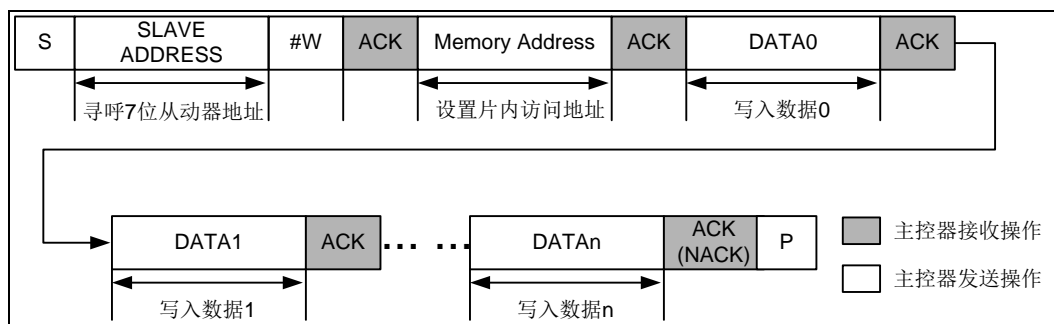 S
SLAVE
ADDRESS
#W
ACK
Memory Address
ACK
DATA0
ACK
寻呼7位从动器地址
设置片内访问地址
写入数据0
DATA1
ACK
... ...
DATAn
ACK
(NACK)
P
写入数据1
写入数据n
主控器接收操作
主控器发送操作